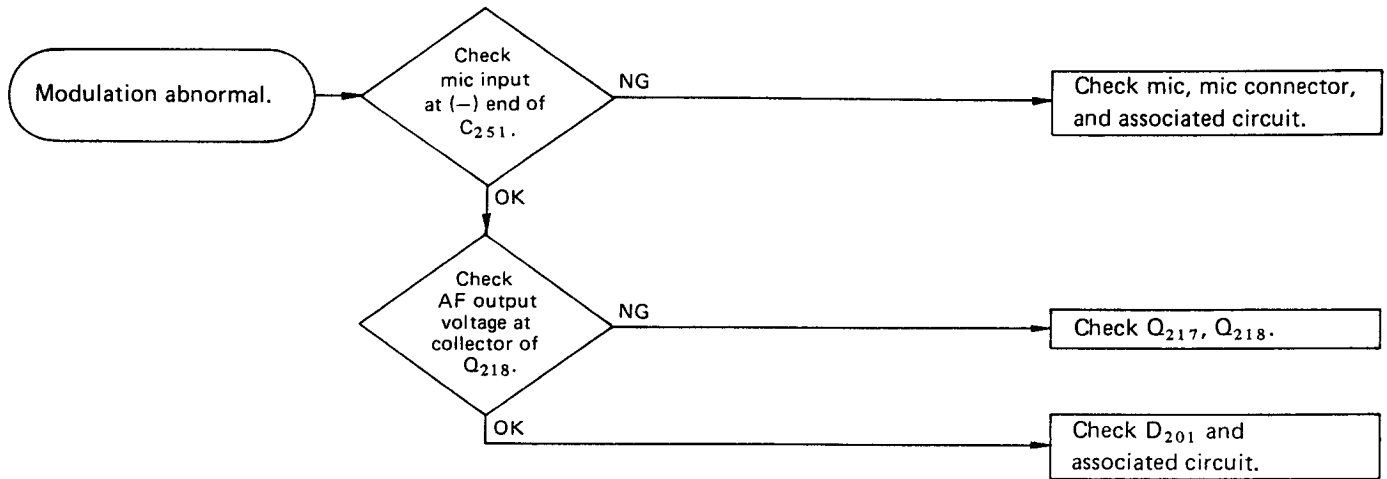 Modulation abnormal.
Check
mic input
at (−) end of
C251.
NG
Check mic, mic connector,
and associated circuit.
OK
Check
AF output
voltage at
collector of
Q218.
NG
Check Q217, Q218.
OK
Check D201 and
associated circuit.